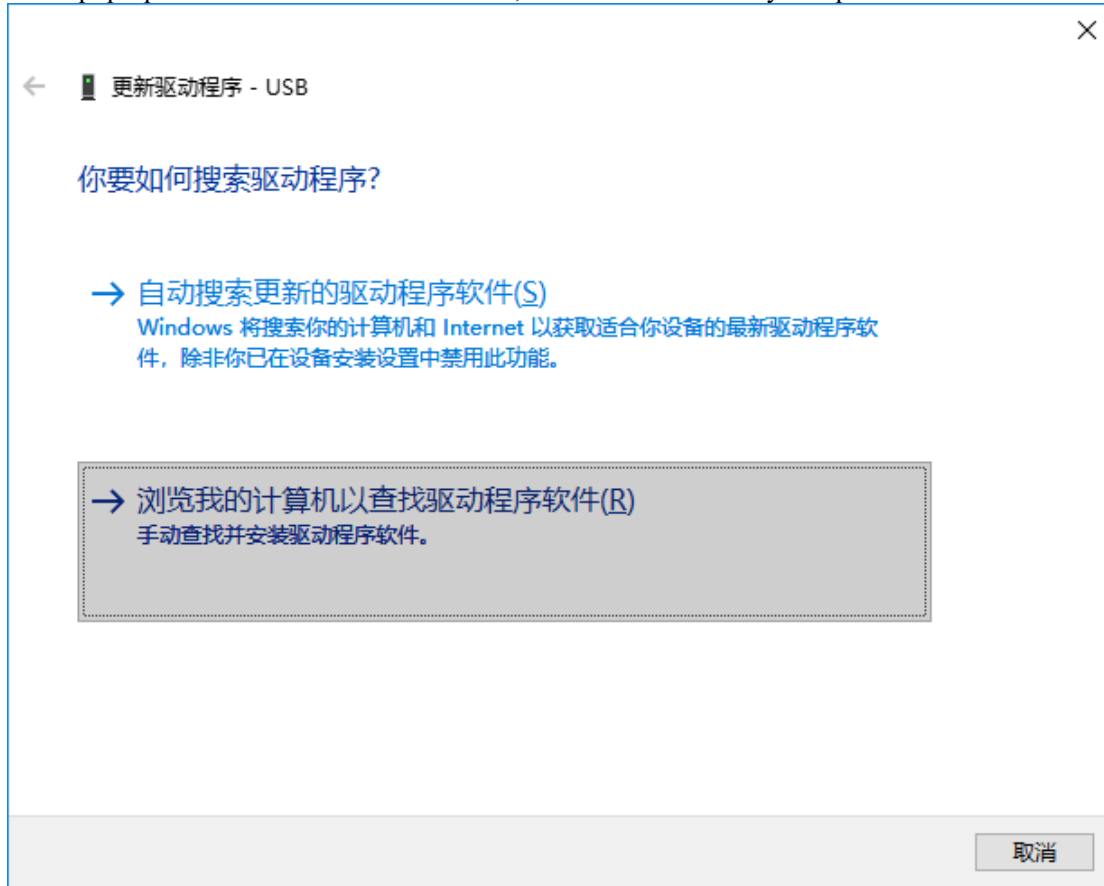 更新驱动程序 - USB
你要如何搜索驱动程序?
自动搜索更新的驱动程序软件(S)
Windows 将搜索你的计算机和 Internet 以获取适合你设备的最新驱动程序软
件，除非你已在设备安装设置中禁用此功能。
浏览我的计算机以查找驱动程序软件(R)
手动查找并安装驱动程序软件。
取消